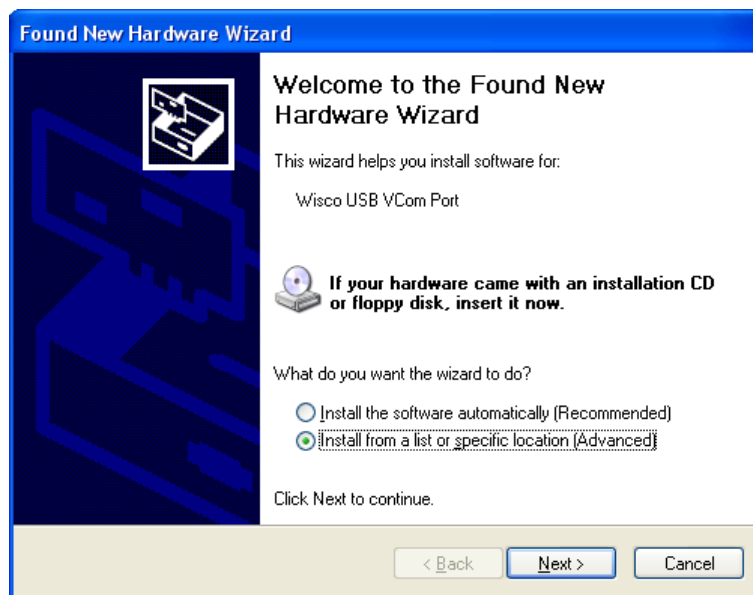 Found New Hardware Wizard
Welcome to the Found New
Hardware Wizard
This wizard helps you install software for:
Wisco USB VCom Port
If your hardware came with an installation CD
or floppy disk, insert it now.
What do you want the wizard to do?
Install the software automatically (Recommended)
Install from a list or specific location (Advanced)
Click Next to continue.
< Back Next > Cancel